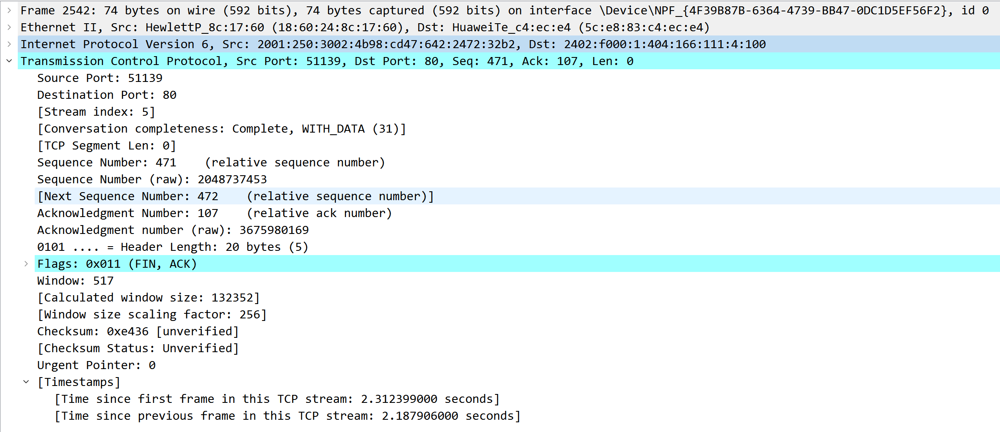 Frame 2542: 74 bytes on wire (592 bits), 74 bytes captured (592 bits) on interface \Device\NPF_{4F39B87B-6364-4739-BB47-0DC1D5EF56F2}, id 0
Ethernet II, Src: HewlettP_8c:17:60 (18:60:24:8c:17:60), Dst: HuaweiTe_c4:ec:e4 (5c:e8:83:c4:ec:e4)
Internet Protocol Version 6, Src: 2001:250:3002:4b98:cd47:642:2472:32b2, Dst: 2402:f000:1:404:166:111:4:100
Transmission Control Protocol, Src Port: 51139, Dst Port: 80, Seq: 471, Ack: 107, Len: 0
Source Port: 51139
Destination Port: 80
[Stream index: 5]
[Conversation completeness: Complete, WITH_DATA (31)]
[TCP Segment Len: 0]
Sequence Number: 471    (relative sequence number)
Sequence Number (raw): 2048737453
[Next Sequence Number: 472    (relative sequence number)]
Acknowledgment Number: 107    (relative ack number)
Acknowledgment number (raw): 3675980169
0101 .... = Header Length: 20 bytes (5)
Flags: 0x011 (FIN, ACK)
Window: 517
[Calculated window size: 132352]
[Window size scaling factor: 256]
Checksum: 0xe436 [unverified]
[Checksum Status: Unverified]
Urgent Pointer: 0
[Timestamps]
[Time since first frame in this TCP stream: 2.312399000 seconds]
[Time since previous frame in this TCP stream: 2.187906000 seconds]